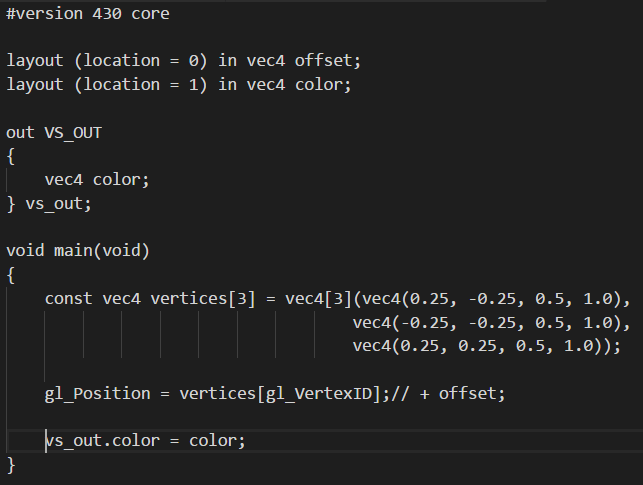 #version 430 core
layout (location = 0) in vec4 offset;
layout (location = 1) in vec4 color;
out VS_OUT
{
    vec4 color;
} vs_out;
void main(void)
{
    const vec4 vertices[3] = vec4[3](vec4(0.25, -0.25, 0.5, 1.0),
                                     vec4(-0.25, -0.25, 0.5, 1.0),
                                     vec4(0.25, 0.25, 0.5, 1.0));
    gl_Position = vertices[gl_VertexID];// + offset;
    vs_out.color = color;
}